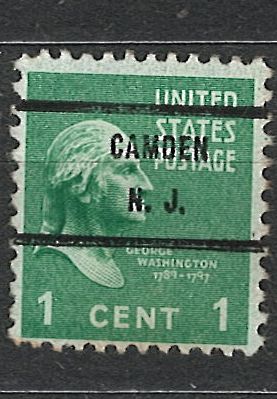 UNITED
STATES
POSTAGE
CAMDEN
N. J.
GEORGE
WASHINGTON
1789-1797
1 CENT 1